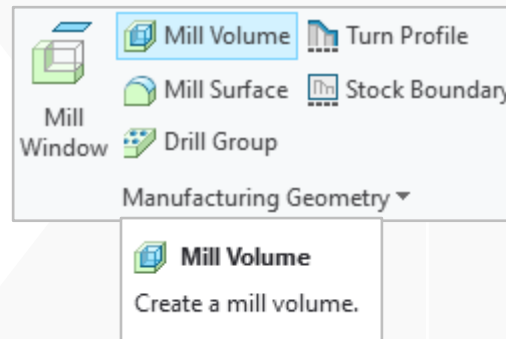 Mill Window
Mill Volume
Mill Surface
Drill Group
Turn Profile
Stock Boundary
Manufacturing Geometry
Mill Volume
Create a mill volume.